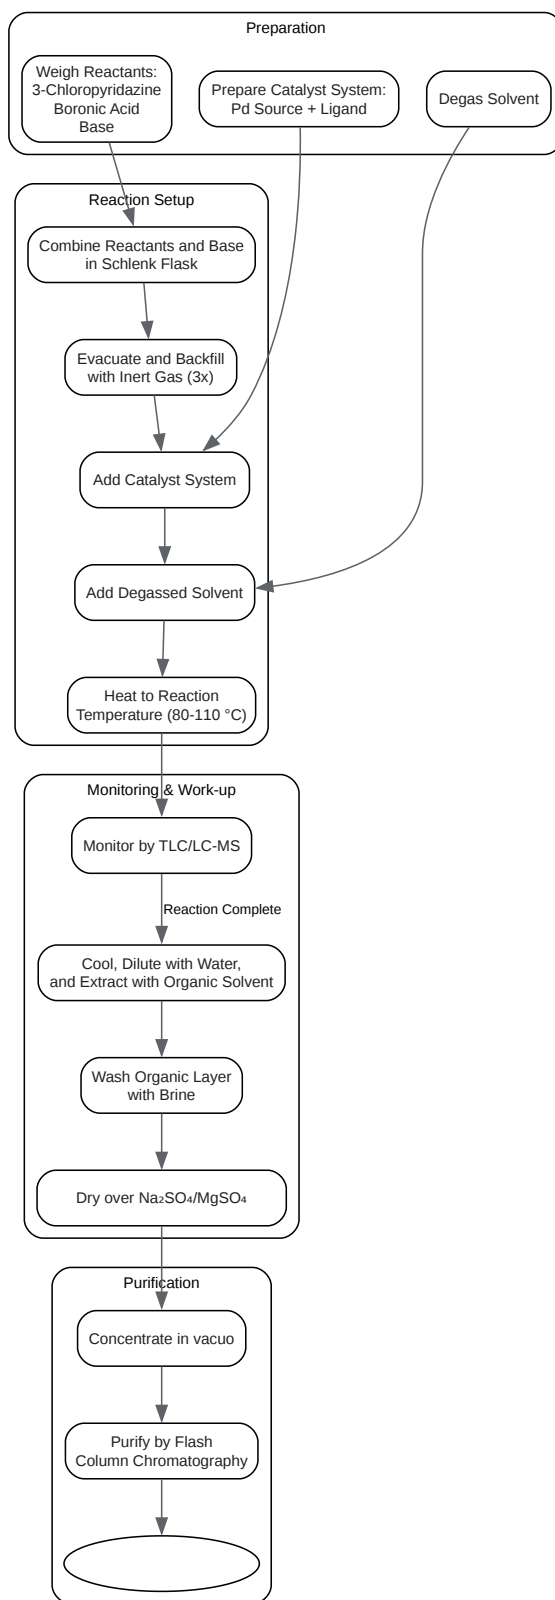 Preparation
Weigh Reactants:
3-Chloropyridazine
Boronic Acid
Base
Prepare Catalyst System:
Pd Source + Ligand
Degas Solvent
Reaction Setup
Combine Reactants and Base
in Schlenk Flask
Evacuate and Backfill
with Inert Gas (3x)
Add Catalyst System
Add Degassed Solvent
Heat to Reaction
Temperature (80-110 °C)
Monitoring & Work-up
Monitor by TLC/LC-MS
Reaction Complete
Cool, Dilute with Water,
and Extract with Organic Solvent
Wash Organic Layer
with Brine
Dry over Na₂SO₄/MgSO₄
Purification
Concentrate in vacuo
Purify by Flash
Column Chromatography